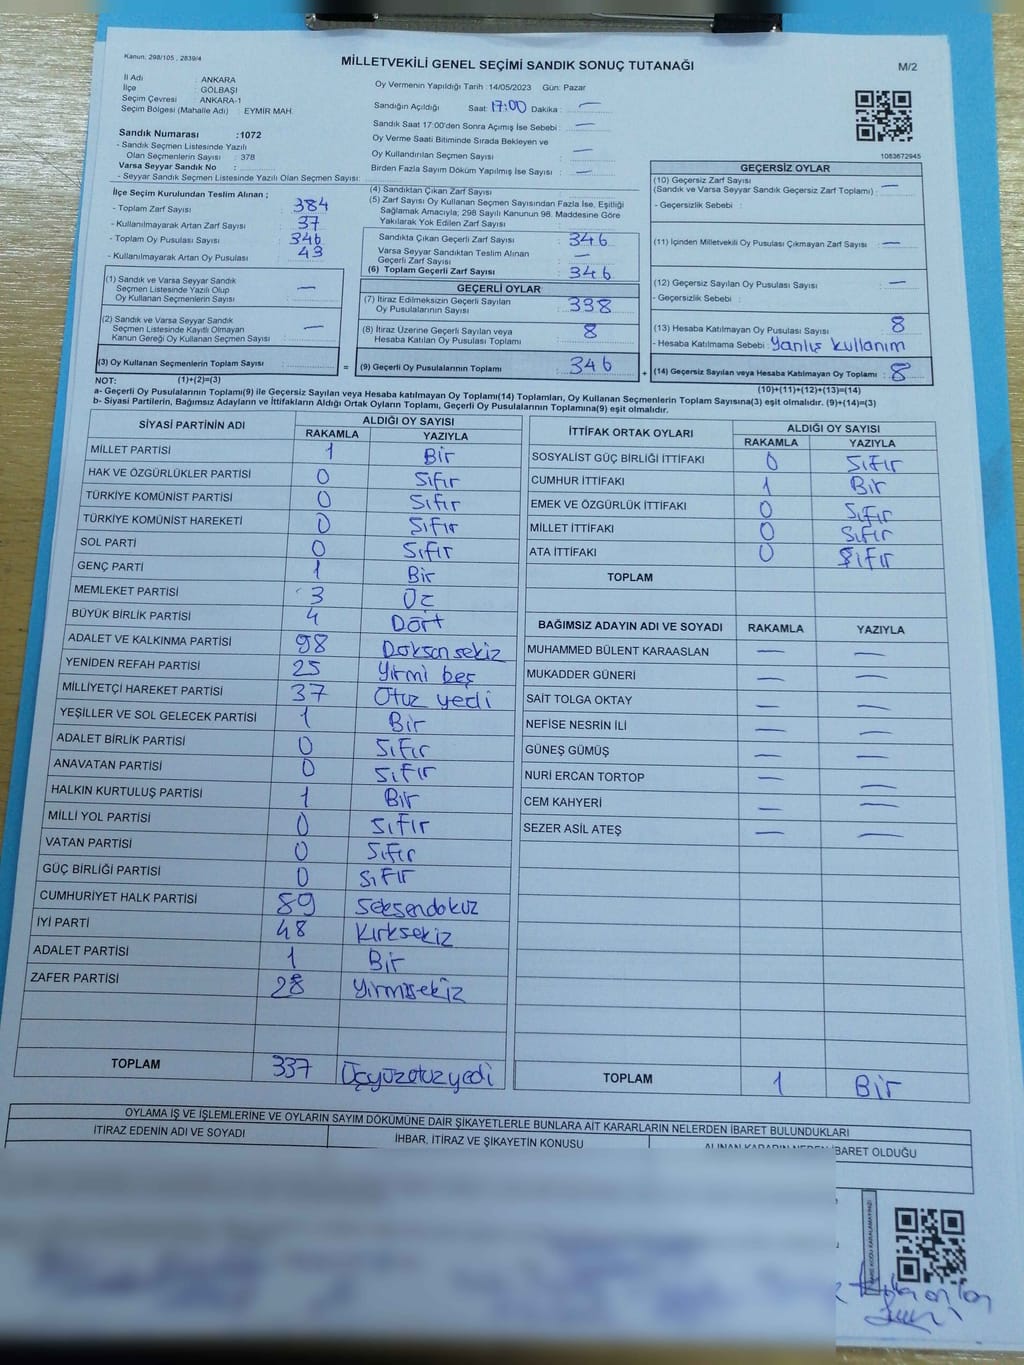 Kanun: 298/105 , 2839/4
MİLLETVEKİLİ GENEL SEÇİMİ SANDIK SONUÇ TUTANAĞI
M/2
İl Adı : ANKARA
İlçe : GÖLBAŞI
Seçim Çevresi : ANKARA-1
Seçim Bölgesi (Mahalle Adı) : EYMİR MAH.
Sandık Numarası :1072
- Sandık Seçmen Listesinde Yazılı
Olan Seçmenlerin Sayısı : 378
Varsa Seyyar Sandık No :
- Seyyar Sandık Seçmen Listesinde Yazılı Olan Seçmen Sayısı:
Oy Vermenin Yapıldığı Tarih :14/05/2023 Gün: Pazar
Sandığın Açıldığı Saat: 17:00 Dakika : —
Sandık Saat 17:00'den Sonra Açımış İse Sebebi : —
Oy Verme Saati Bitiminde Sırada Bekleyen ve
Oy Kullandırılan Seçmen Sayısı : —
Birden Fazla Sayım Döküm Yapılmış İse Sayısı : —
1083672945
İlçe Seçim Kurulundan Teslim Alınan ;
- Toplam Zarf Sayısı : 384
- Kullanılmayarak Artan Zarf Sayısı : 37
- Toplam Oy Pusulası Sayısı : 346
- Kullanılmayarak Artan Oy Pusulası : 43
(1) Sandık ve Varsa Seyyar Sandık
Seçmen Listesinde Yazılı Olup
Oy Kullanan Seçmenlerin Sayısı : —
(2) Sandık ve Varsa Seyyar Sandık
Seçmen Listesinde Kayıtlı Olmayan
Kanun Gereği Oy Kullanan Seçmen Sayısı : —
(3) Oy Kullanan Seçmenlerin Toplam Sayısı :
(1)+(2)=(3)
(4) Sandıktan Çıkan Zarf Sayısı :
(5) Zarf Sayısı Oy Kullanan Seçmen Sayısından Fazla İse, Eşitliği
Sağlamak Amacıyla; 298 Sayılı Kanunun 98. Maddesine Göre
Yakılarak Yok Edilen Zarf Sayısı :
Sandıkta Çıkan Geçerli Zarf Sayısı : 346
Varsa Seyyar Sandıktan Teslim Alınan
Geçerli Zarf Sayısı : —
(6) Toplam Geçerli Zarf Sayısı : 346
GEÇERLİ OYLAR
(7) İtiraz Edilmeksizin Geçerli Sayılan
Oy Pusulalarının Sayısı : 338
(8) İtiraz Üzerine Geçerli Sayılan veya
Hesaba Katılan Oy Pusulası Toplamı : 8
= (9) Geçerli Oy Pusulalarının Toplamı : 346
GEÇERSİZ OYLAR
(10) Geçersiz Zarf Sayısı
(Sandık ve Varsa Seyyar Sandık Geçersiz Zarf Toplamı) : —
- Geçersizlik Sebebi :
(11) İçinden Milletvekili Oy Pusulası Çıkmayan Zarf Sayısı : —
(12) Geçersiz Sayılan Oy Pusulası Sayısı : —
- Geçersizlik Sebebi :
(13) Hesaba Katılmayan Oy Pusulası Sayısı : 8
- Hesaba Katılmama Sebebi : Yanlış kullanım
+ (14) Geçersiz Sayılan veya Hesaba Katılmayan Oy Toplamı : 8
(10)+(11)+(12)+(13)=(14)
NOT:
a- Geçerli Oy Pusulalarının Toplamı(9) ile Geçersiz Sayılan veya Hesaba katılmayan Oy Toplamı(14) Toplamları, Oy Kullanan Seçmenlerin Toplam Sayısına(3) eşit olmalıdır. (9)+(14)=(3)
b- Siyasi Partilerin, Bağımsız Adayların ve İttifakların Aldığı Ortak Oyların Toplamı, Geçerli Oy Pusulalarının Toplamına(9) eşit olmalıdır.
SİYASİ PARTİNİN ADI ALDIĞI OY SAYISI
RAKAMLA YAZIYLA
MİLLET PARTİSİ 1 Bir
HAK VE ÖZGÜRLÜKLER PARTİSİ 0 Sıfır
TÜRKİYE KOMÜNİST PARTİSİ 0 Sıfır
TÜRKİYE KOMÜNİST HAREKETİ 0 Sıfır
SOL PARTİ 0 Sıfır
GENÇ PARTİ 1 Bir
MEMLEKET PARTİSİ 3 Üç
BÜYÜK BİRLİK PARTİSİ 4 Dört
ADALET VE KALKINMA PARTİSİ 98 Doksan sekiz
YENİDEN REFAH PARTİSİ 25 Yirmi beş
MİLLİYETÇİ HAREKET PARTİSİ 37 Otuz yedi
YEŞİLLER VE SOL GELECEK PARTİSİ 1 Bir
ADALET BİRLİK PARTİSİ 0 Sıfır
ANAVATAN PARTİSİ 0 Sıfır
HALKIN KURTULUŞ PARTİSİ 1 Bir
MİLLİ YOL PARTİSİ 0 Sıfır
VATAN PARTİSİ 0 Sıfır
GÜÇ BİRLİĞİ PARTİSİ 0 Sıfır
CUMHURİYET HALK PARTİSİ 89 Seksendokuz
İYİ PARTİ 48 Kırksekiz
ADALET PARTİSİ 1 Bir
ZAFER PARTİSİ 28 Yirmisekiz
TOPLAM 337 Üçyüzotuzyedi
İTTİFAK ORTAK OYLARI ALDIĞI OY SAYISI
RAKAMLA YAZIYLA
SOSYALİST GÜÇ BİRLİĞİ İTTİFAKI 0 Sıfır
CUMHUR İTTİFAKI 1 Bir
EMEK VE ÖZGÜRLÜK İTTİFAKI 0 Sıfır
MİLLET İTTİFAKI 0 Sıfır
ATA İTTİFAKI 0 Sıfır
TOPLAM
BAĞIMSIZ ADAYIN ADI VE SOYADI RAKAMLA YAZIYLA
MUHAMMED BÜLENT KARAASLAN — —
MUKADDER GÜNERİ — —
SAİT TOLGA OKTAY — —
NEFİSE NESRİN İLİ — —
GÜNEŞ GÜMÜŞ — —
NURİ ERCAN TORTOP — —
CEM KAHYERİ — —
SEZER ASİL ATEŞ — —
TOPLAM 1 Bir
OYLAMA İŞ VE İŞLEMLERİNE VE OYLARIN SAYIM DÖKÜMÜNE DAİR ŞİKAYETLERLE BUNLARA AİT KARARLARIN NELERDEN İBARET BULUNDUKLARI
İTİRAZ EDENİN ADI VE SOYADI İHBAR, İTİRAZ VE ŞİKAYETİN KONUSU ALINAN KARARIN NEDEN İBARET OLDUĞU